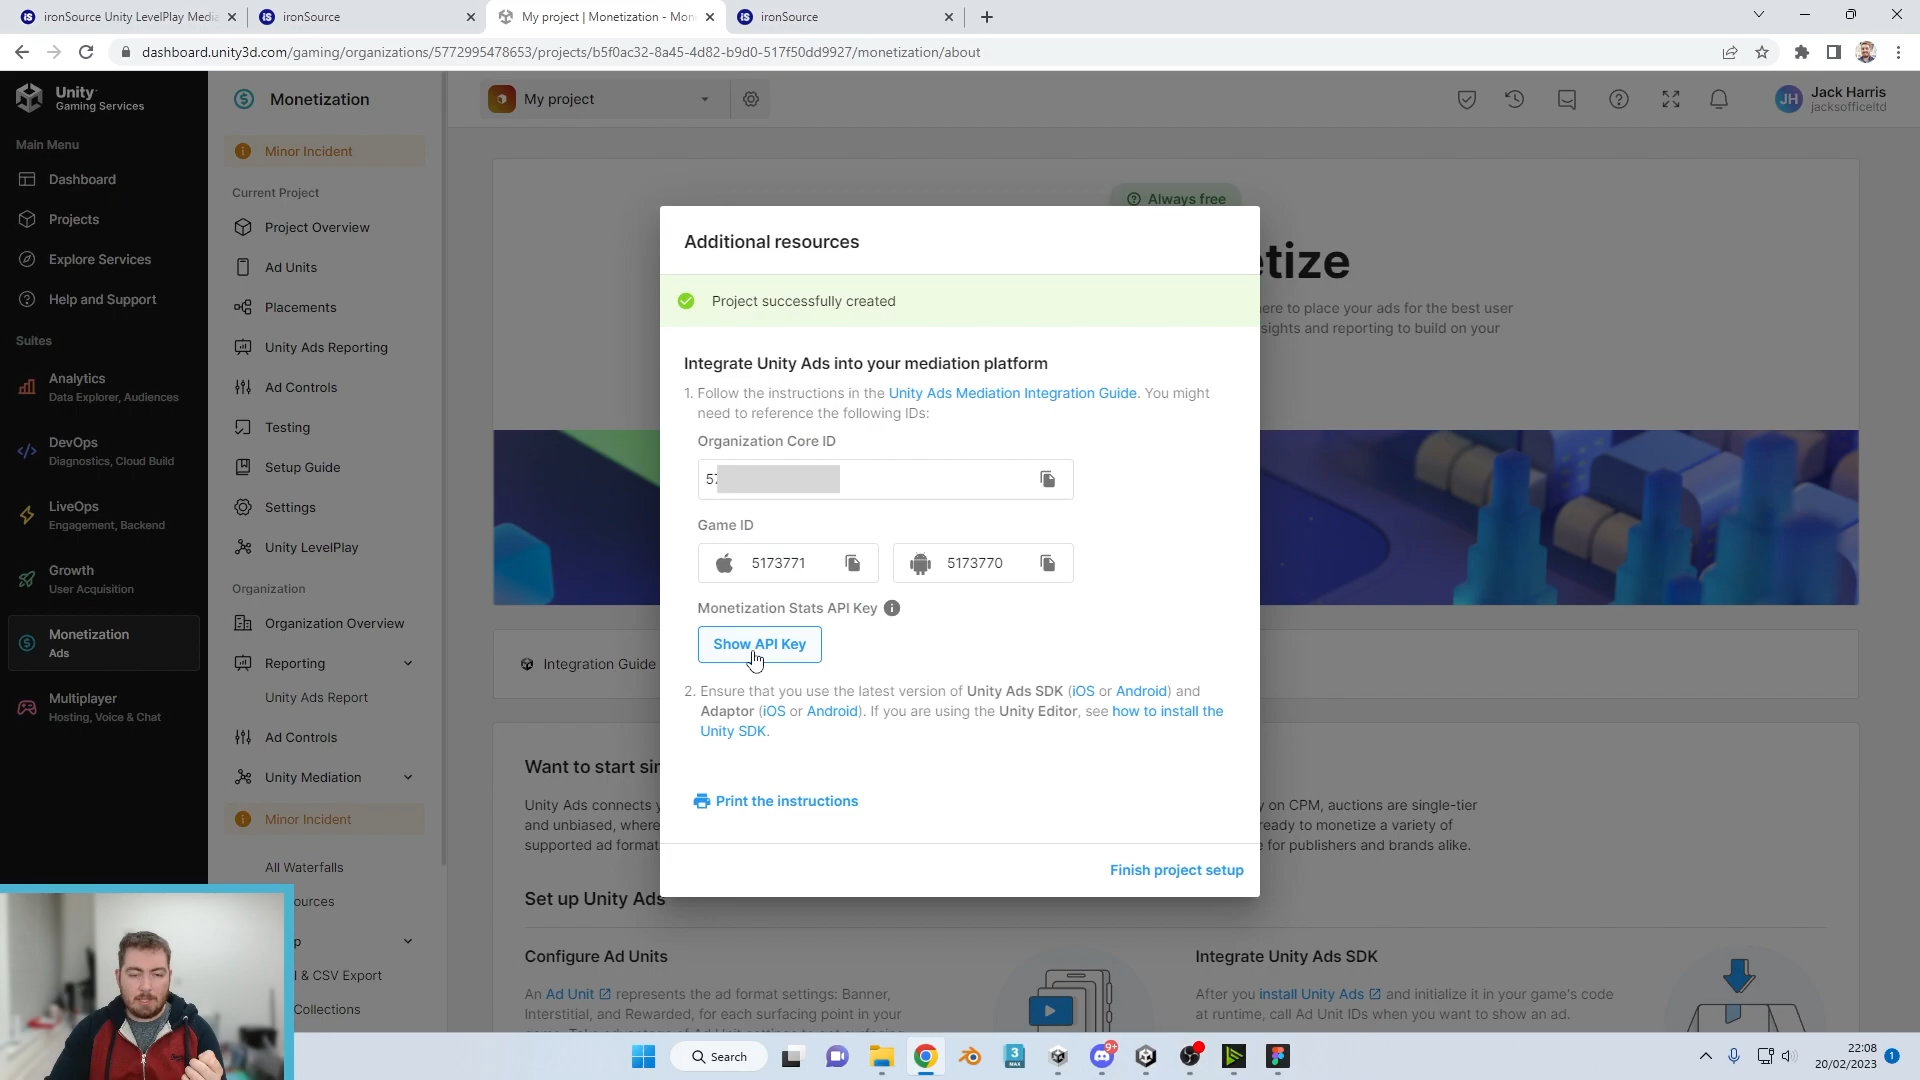 ironSource Unity LevelPlay Media
ironSource
My project | Monetization - Mon
ironSource
dashboard.unity3d.com/gaming/organizations/5772995478653/projects/b5f0ac32-8a45-4d82-b9d0-517f50dd9927/monetization/about
Unity
Gaming Services
Main Menu
Dashboard
Projects
Explore Services
Help and Support
Suites
Analytics
Data Explorer, Audiences
DevOps
Diagnostics, Cloud Build
LiveOps
Engagement, Backend
Growth
User Acquisition
Monetization
Ads
Multiplayer
Hosting, Voice & Chat
Monetization
Minor Incident
Current Project
Project Overview
Ad Units
Placements
Unity Ads Reporting
Ad Controls
Testing
Setup Guide
Settings
Unity LevelPlay
Organization
Organization Overview
Reporting
Unity Ads Report
Ad Controls
Unity Mediation
Minor Incident
All Waterfalls
ources
p
I & CSV Export
Collections
My project
JH
Jack Harris
jacksofficeltd
Always free
etize
ere to place your ads for the best user
sights and reporting to build on your
Additional resources
Project successfully created
Integrate Unity Ads into your mediation platform
1. Follow the instructions in the Unity Ads Mediation Integration Guide. You might
need to reference the following IDs:
Organization Core ID
57
Game ID
5173771
5173770
Monetization Stats API Key
Show API Key
2. Ensure that you use the latest version of Unity Ads SDK (iOS or Android) and
Adaptor (iOS or Android). If you are using the Unity Editor, see how to install the
Unity SDK.
Print the instructions
Finish project setup
Integration Guide
Want to start sir
Unity Ads connects y
and unbiased, where
supported ad format
y on CPM, auctions are single-tier
ready to monetize a variety of
e for publishers and brands alike.
Set up Unity Ads
Configure Ad Units
An Ad Unit represents the ad format settings: Banner,
Interstitial, and Rewarded, for each surfacing point in your
Integrate Unity Ads SDK
After you install Unity Ads and initialize it in your game's code
at runtime, call Ad Unit IDs when you want to show an ad.
Search
3
MAX
9+
22:08
20/02/2023
1